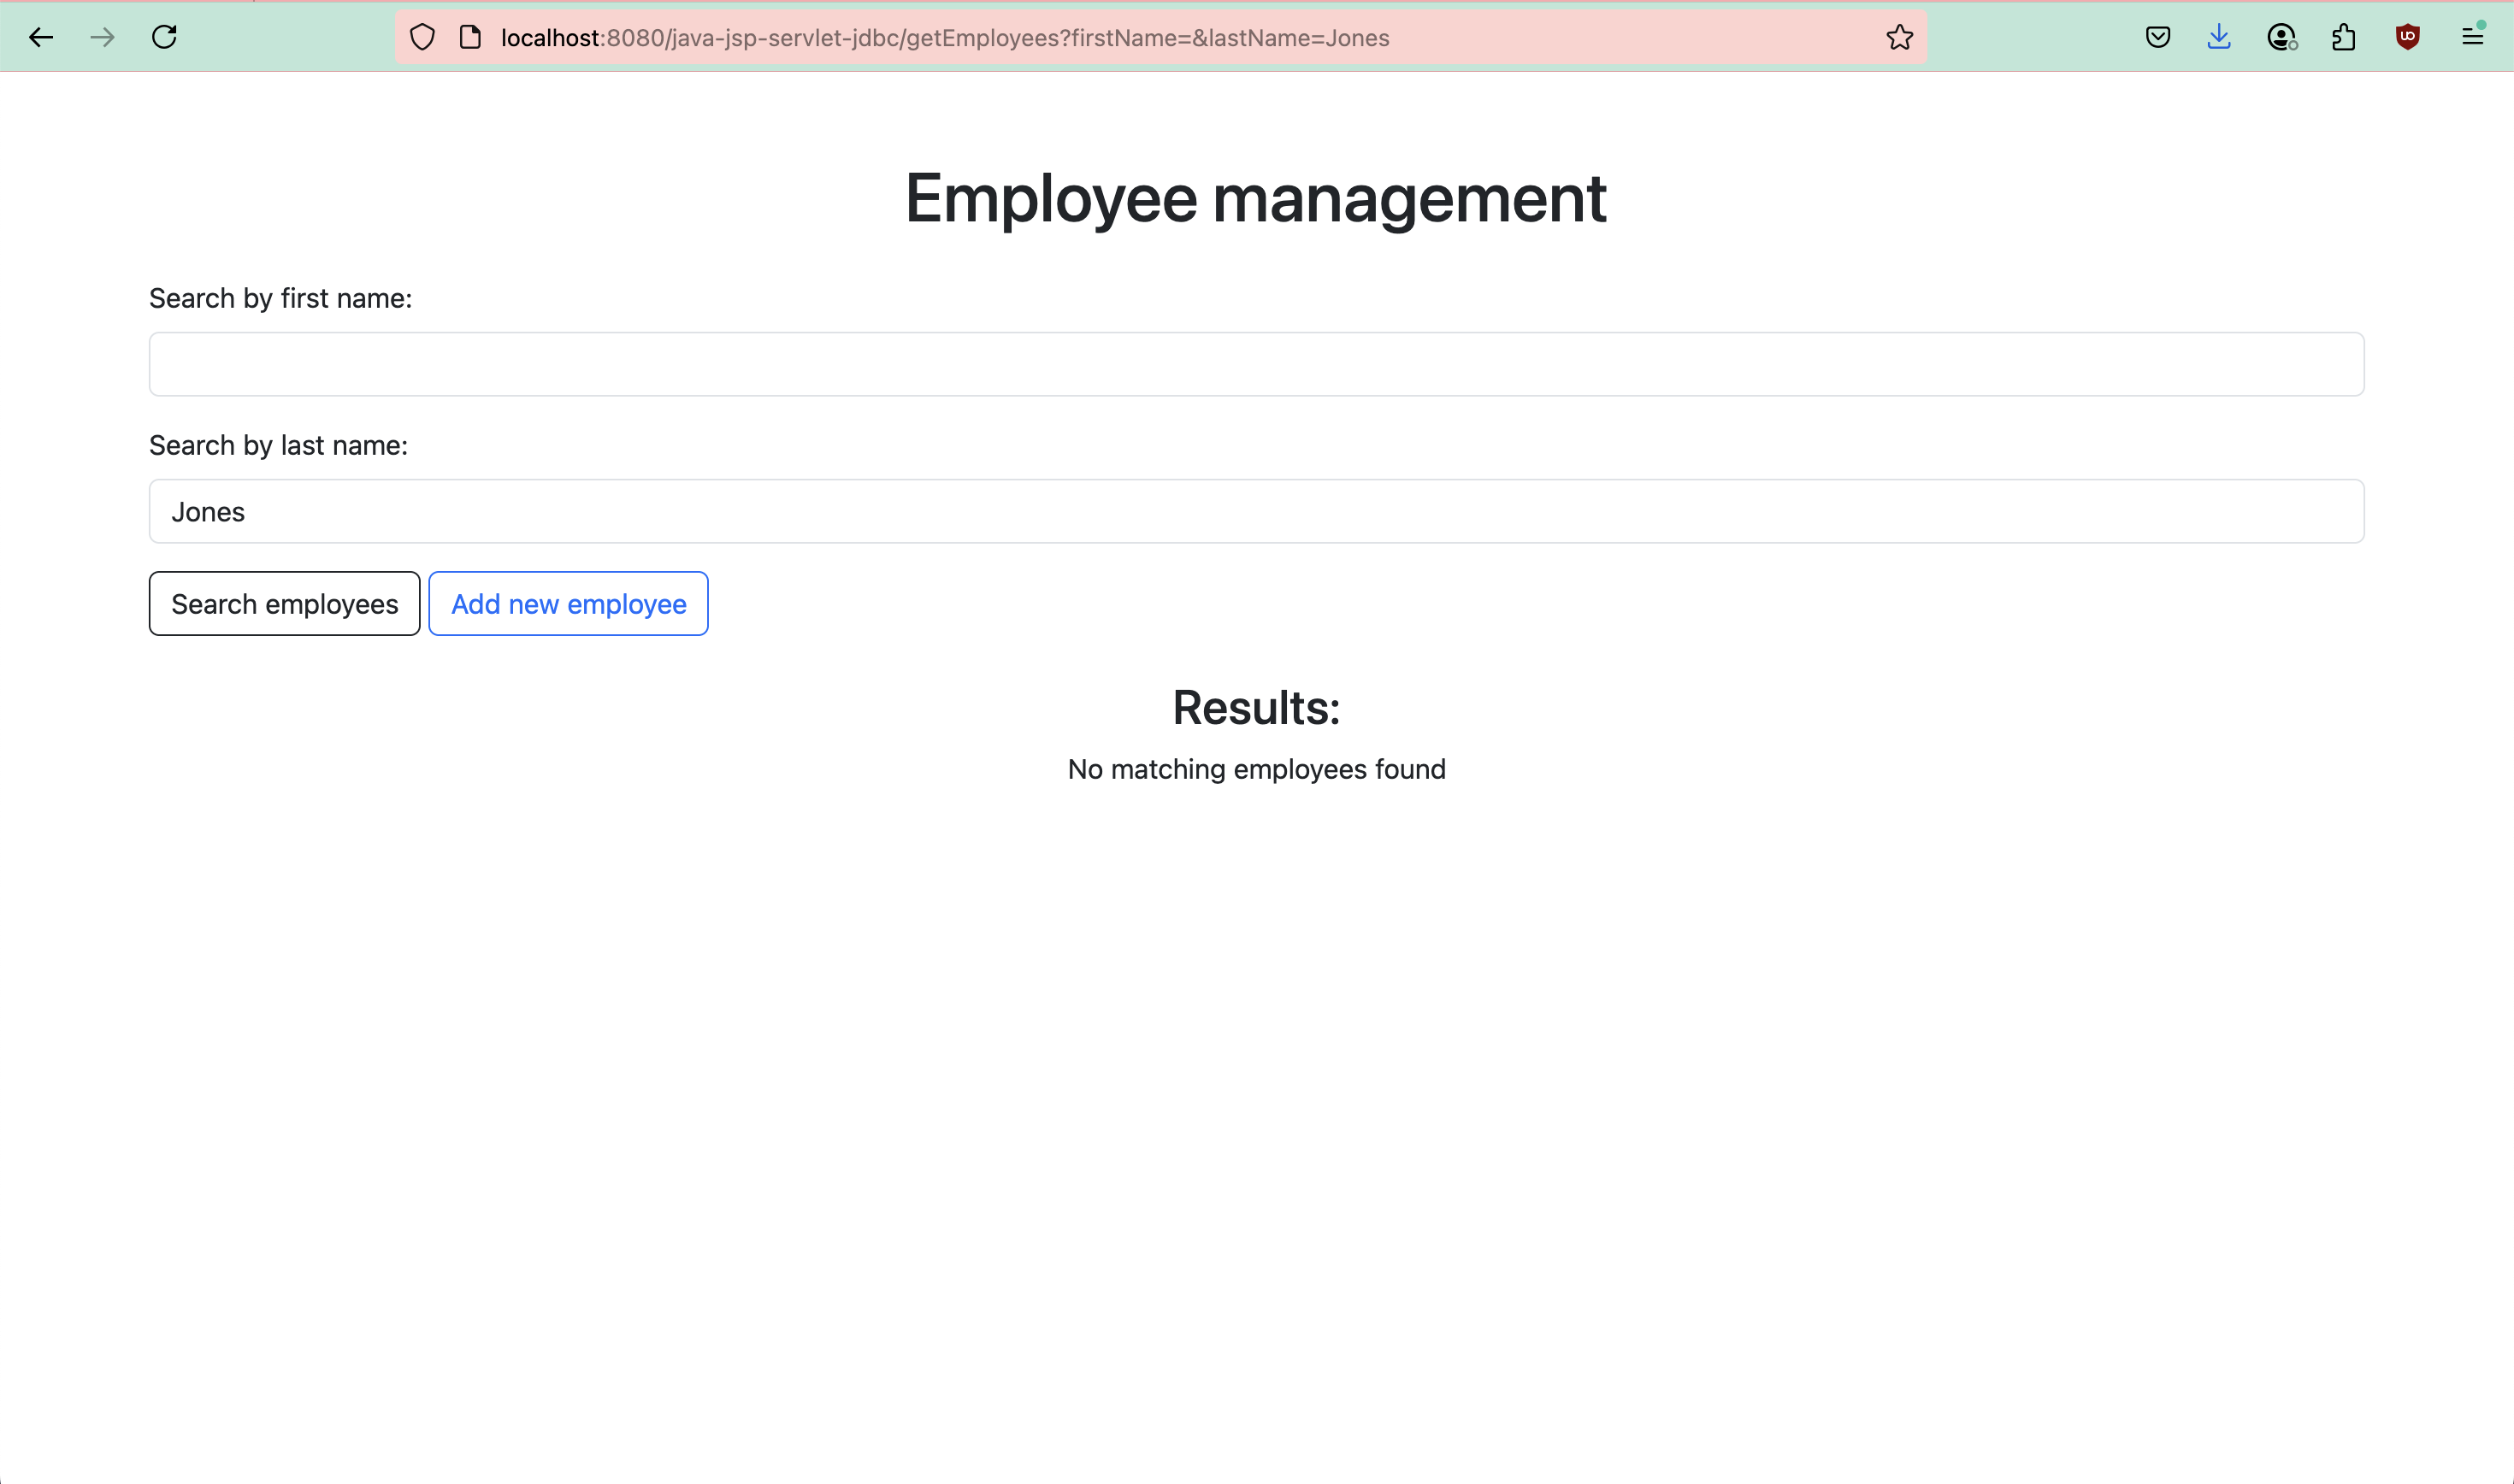 localhost:8080/java-jsp-servlet-jdbc/getEmployees?firstName=&lastName=Jones
Employee management
Search by first name:
Search by last name:
Jones
Search employees Add new employee
Results:
No matching employees found